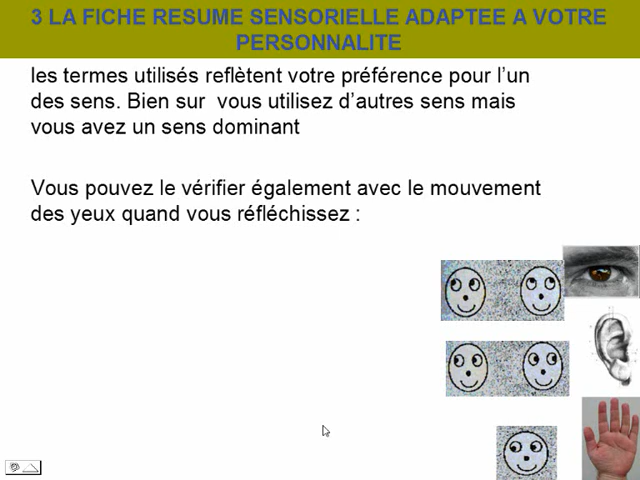 3 LA FICHE RESUME SENSORIELLE ADAPTEE A VOTRE
PERSONNALITE
les termes utilisés reflètent votre préférence pour l’un
des sens. Bien sur  vous utilisez d’autres sens mais
vous avez un sens dominant
Vous pouvez le vérifier également avec le mouvement
des yeux quand vous réfléchissez :